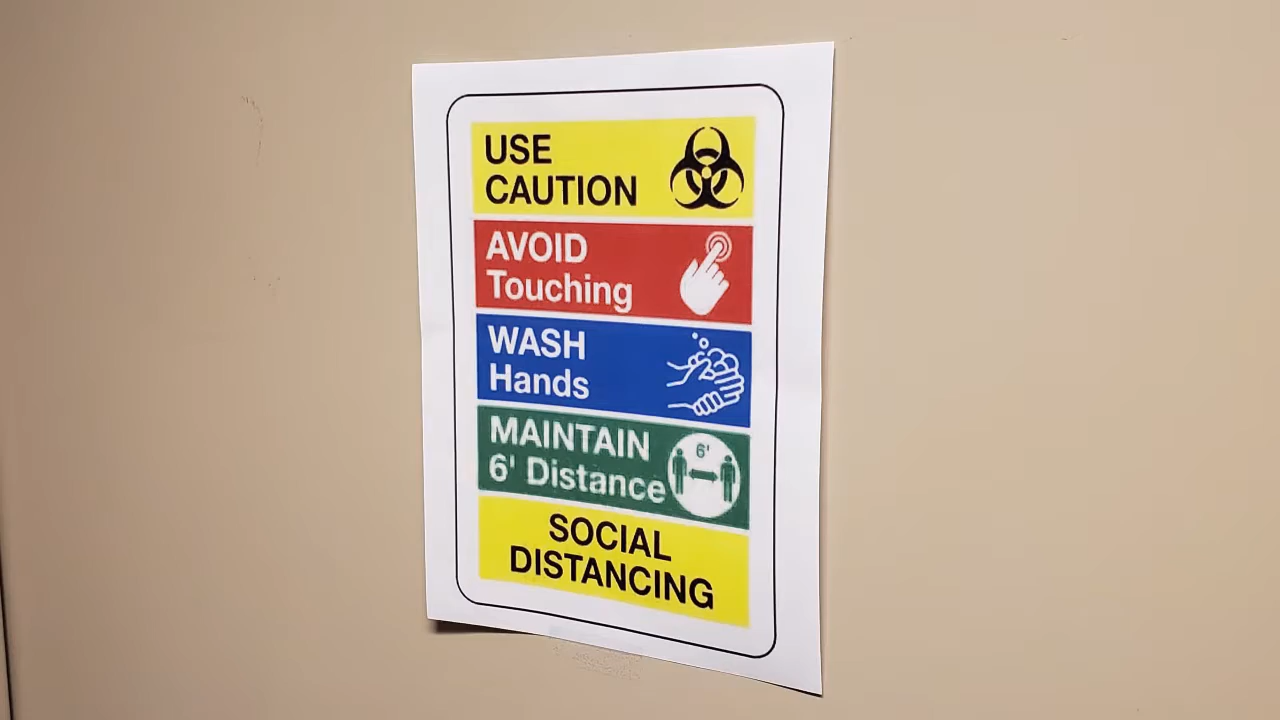 USE
CAUTION
AVOID
Touching
WASH
Hands
MAINTAIN
6' Distance
6'
SOCIAL
DISTANCING